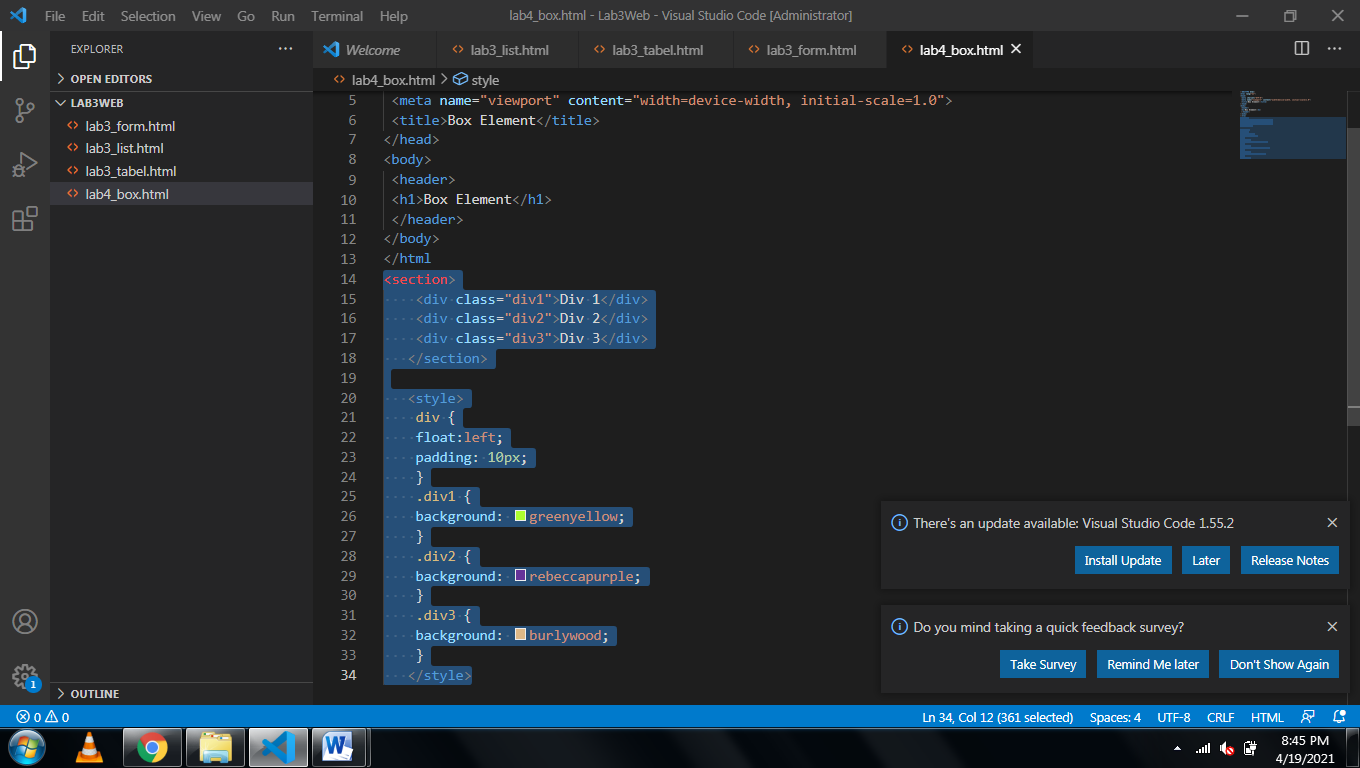 File Edit Selection View Go Run Terminal Help
lab4_box.html - Lab3Web - Visual Studio Code [Administrator]
EXPLORER
OPEN EDITORS
LAB3WEB
lab3_form.html
lab3_list.html
lab3_tabel.html
lab4_box.html
OUTLINE
Welcome
lab3_list.html
lab3_tabel.html
lab3_form.html
lab4_box.html
lab4_box.html > style
5 <meta name="viewport" content="width=device-width, initial-scale=1.0">
6 <title>Box Element</title>
7 </head>
8 <body>
9 <header>
10 <h1>Box Element</h1>
11 </header>
12 </body>
13 </html
14 <section>
15 <div class="div1">Div 1</div>
16 <div class="div2">Div 2</div>
17 <div class="div3">Div 3</div>
18 </section>
19
20 <style>
21 div {
22 float:left;
23 padding: 10px;
24 }
25 .div1 {
26 background: greenyellow;
27 }
28 .div2 {
29 background: rebeccapurple;
30 }
31 .div3 {
32 background: burlywood;
33 }
34 </style>
There's an update available: Visual Studio Code 1.55.2
Install Update Later Release Notes
Do you mind taking a quick feedback survey?
Take Survey Remind Me later Don't Show Again
1
0 0
Ln 34, Col 12 (361 selected) Spaces: 4 UTF-8 CRLF HTML
8:45 PM
4/19/2021